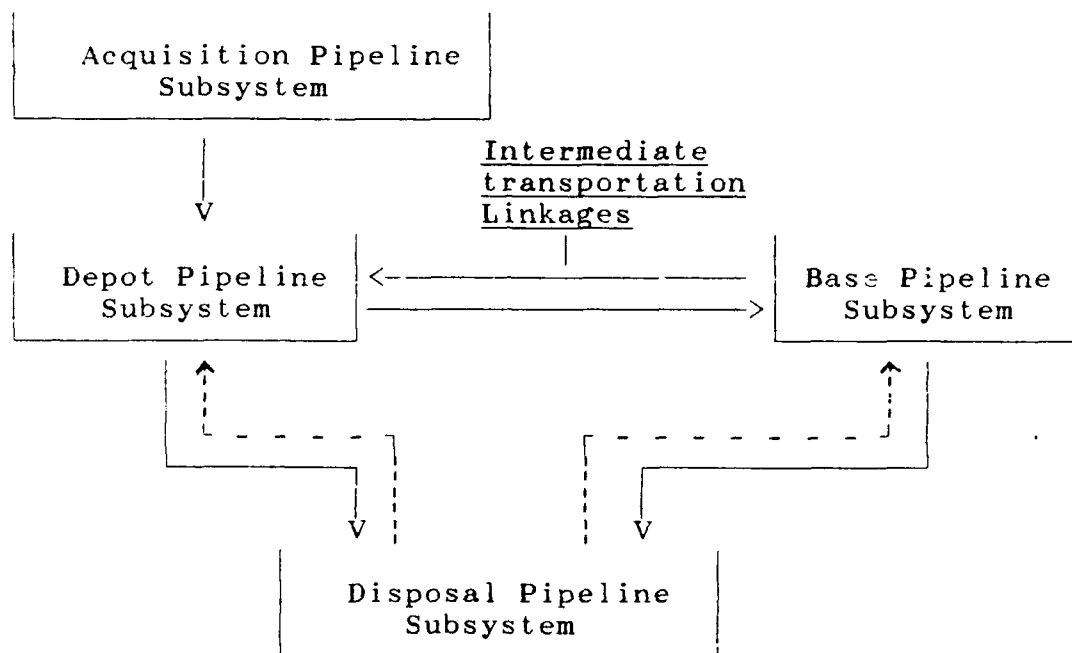 Acquisition Pipeline
Subsystem
Intermediate
transportation
Linkages
Depot Pipeline
Subsystem
Base Pipeline
Subsystem
Disposal Pipeline
Subsystem